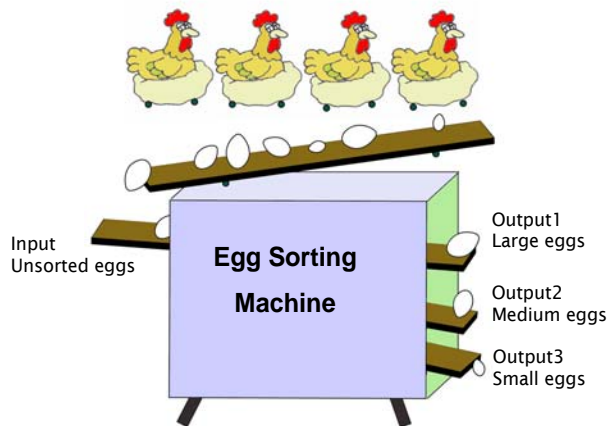 Input
Unsorted eggs
Egg Sorting
Machine
Output1
Large eggs
Output2
Medium eggs
Output3
Small eggs